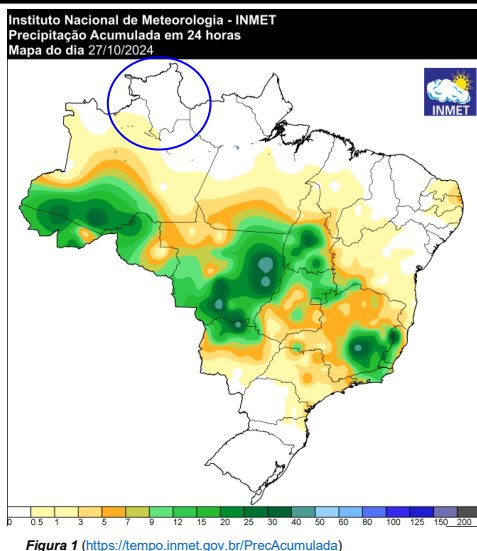 Instituto Nacional de Meteorologia - INMET
Precipitação Acumulada em 24 horas
Mapa do dia 27/10/2024
INMET
0 0.5 1 3 5 7 9 12 15 20 25 30 40 50 60 80 100 125 150 200
Figura 1 (https://tempo.inmet.gov.br/PrecAcumulada)